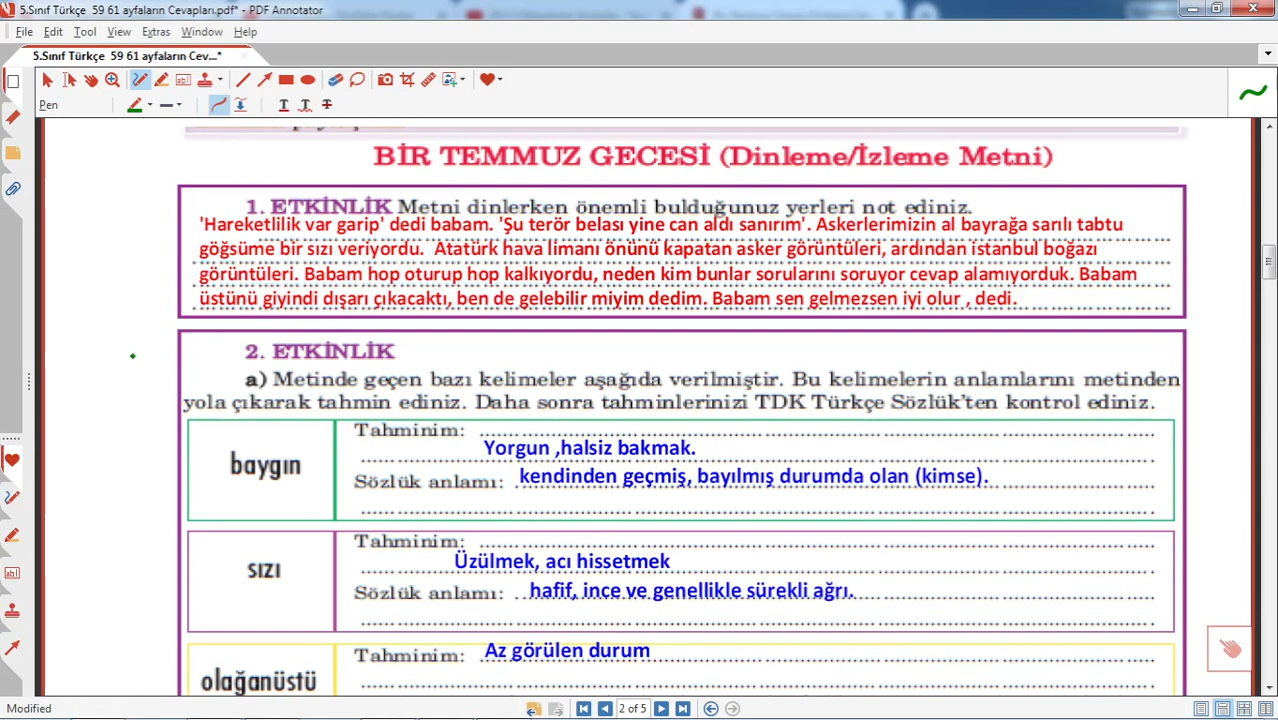 5.Sınıf Türkçe 59 61 ayfaların Cevapları.pdf* - PDF Annotator
File Edit Tool View Extras Window Help
5.Sınıf Türkçe 59 61 ayfaların Cev...*
Pen
BİR TEMMUZ GECESİ (Dinleme/İzleme Metni)
1. ETKİNLİK Metni dinlerken önemli bulduğunuz yerleri not ediniz.
'Hareketlilik var garip' dedi babam. 'Şu terör belası yine can aldı sanırım'. Askerlerimizin al bayrağa sarılı tabtu
göğsüme bir sızı veriyordu. Atatürk hava limanı önünü kapatan asker görüntüleri, ardından istanbul boğazı
görüntüleri. Babam hop oturup hop kalkıyordu, neden kim bunlar sorularını soruyor cevap alamıyorduk. Babam
üstünü giyindi dışarı çıkacaktı, ben de gelebilir miyim dedim. Babam sen gelmezsen iyi olur , dedi.
2. ETKİNLİK
a) Metinde geçen bazı kelimeler aşağıda verilmiştir. Bu kelimelerin anlamlarını metinden
yola çıkarak tahmin ediniz. Daha sonra tahminlerinizi TDK Türkçe Sözlük'ten kontrol ediniz.
baygın
Tahminim:
Yorgun ,halsiz bakmak.
Sözlük anlamı: kendinden geçmiş, bayılmış durumda olan (kimse).
sızı
Tahminim:
Üzülmek, acı hissetmek
Sözlük anlamı: hafif, ince ve genellikle sürekli ağrı.
olağanüstü
Tahminim: Az görülen durum
Modified
2 of 5